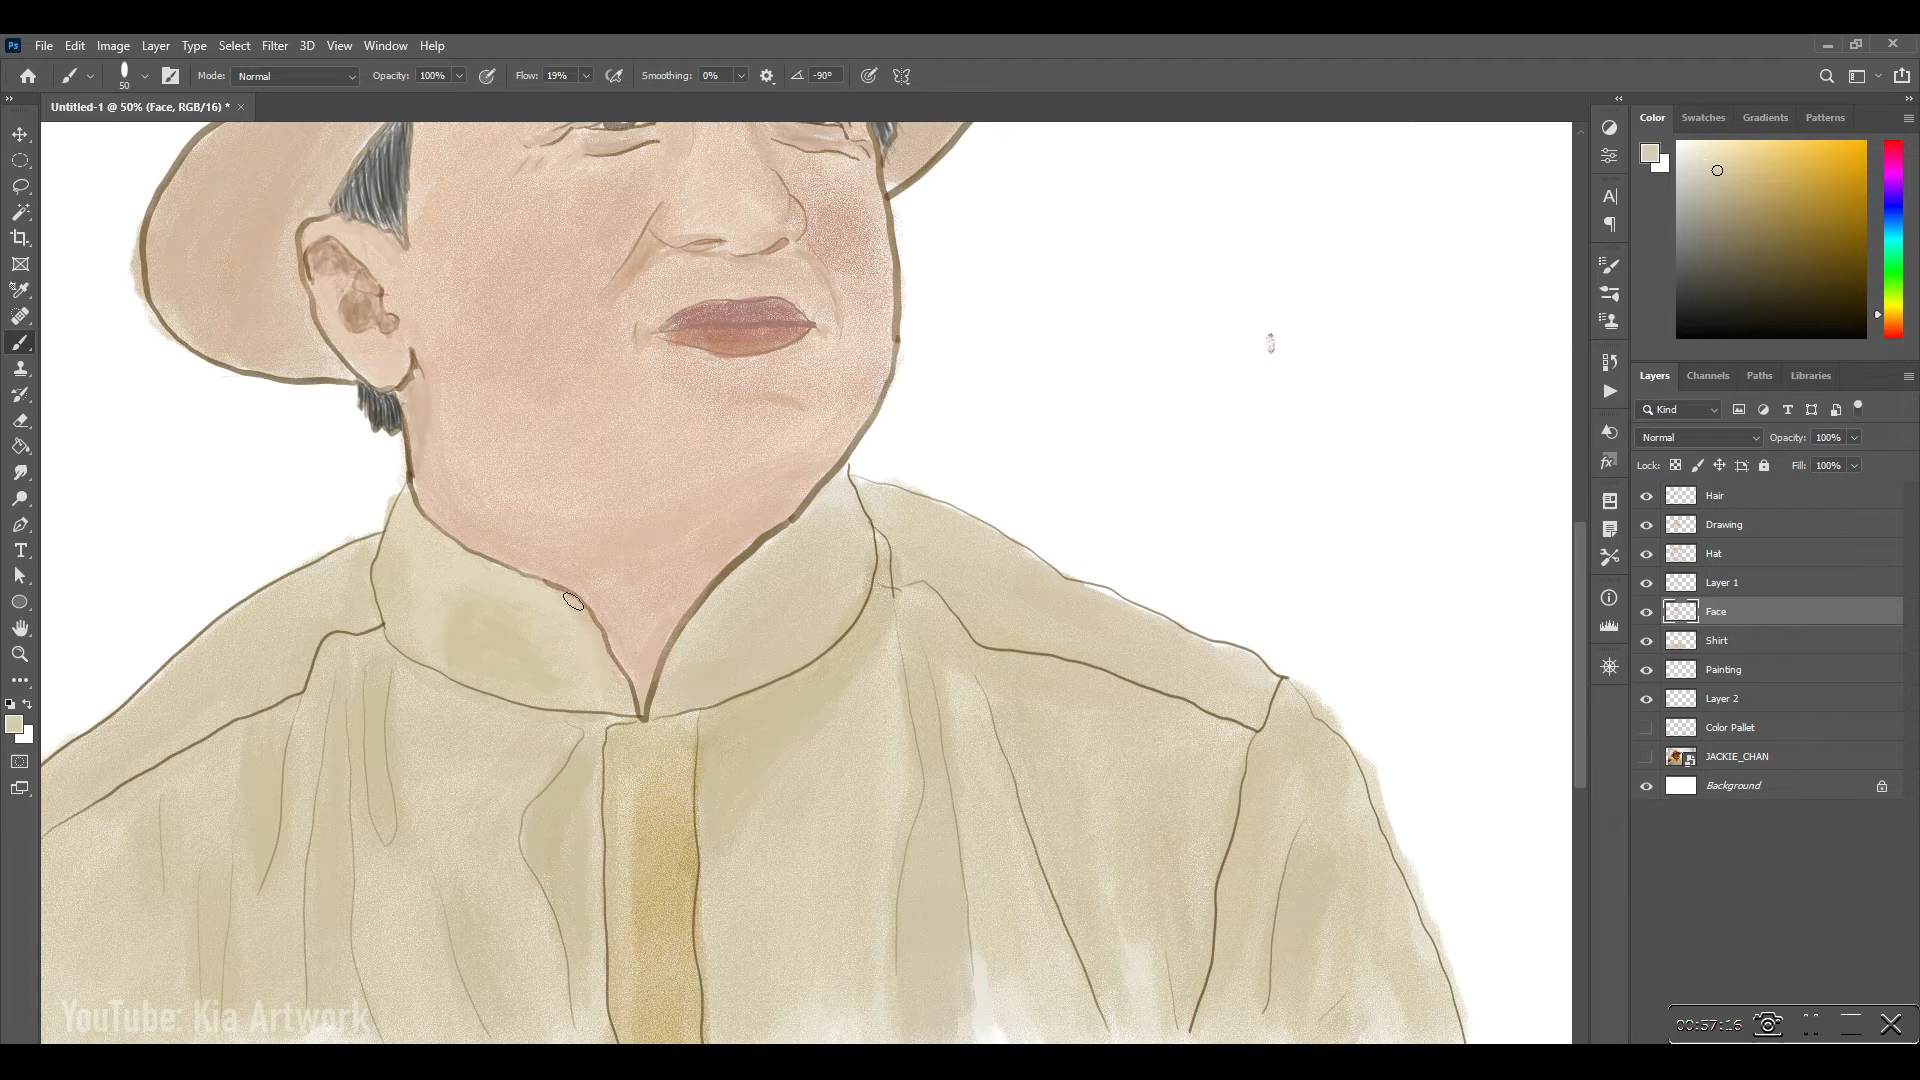 Ps File Edit Image Layer Type Select Filter 3D View Window Help
50 Mode: Normal Opacity: 100% Flow: 19% Smoothing: 0% -90°
Untitled-1 @ 50% (Face, RGB/16) *
Color Swatches Gradients Patterns
Layers Channels Paths Libraries
Kind
Normal Opacity: 100%
Lock: Fill: 100%
Hair
Drawing
Hat
Layer 1
Face
Shirt
Painting
Layer 2
Color Pallet
JACKIE_CHAN
Background
YouTube: Kia Artwork
00:57:16